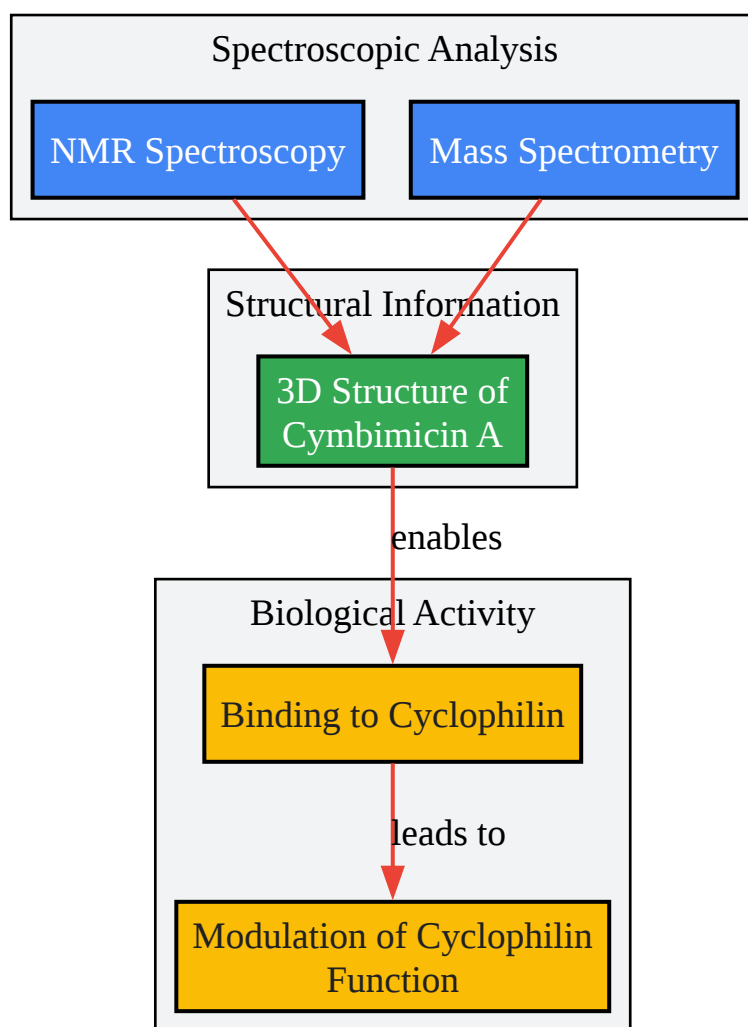 Spectroscopic Analysis
NMR Spectroscopy
Mass Spectrometry
Structural Information
3D Structure of
Cymbimicin A
enables
Biological Activity
Binding to Cyclophilin
leads to
Modulation of Cyclophilin
Function